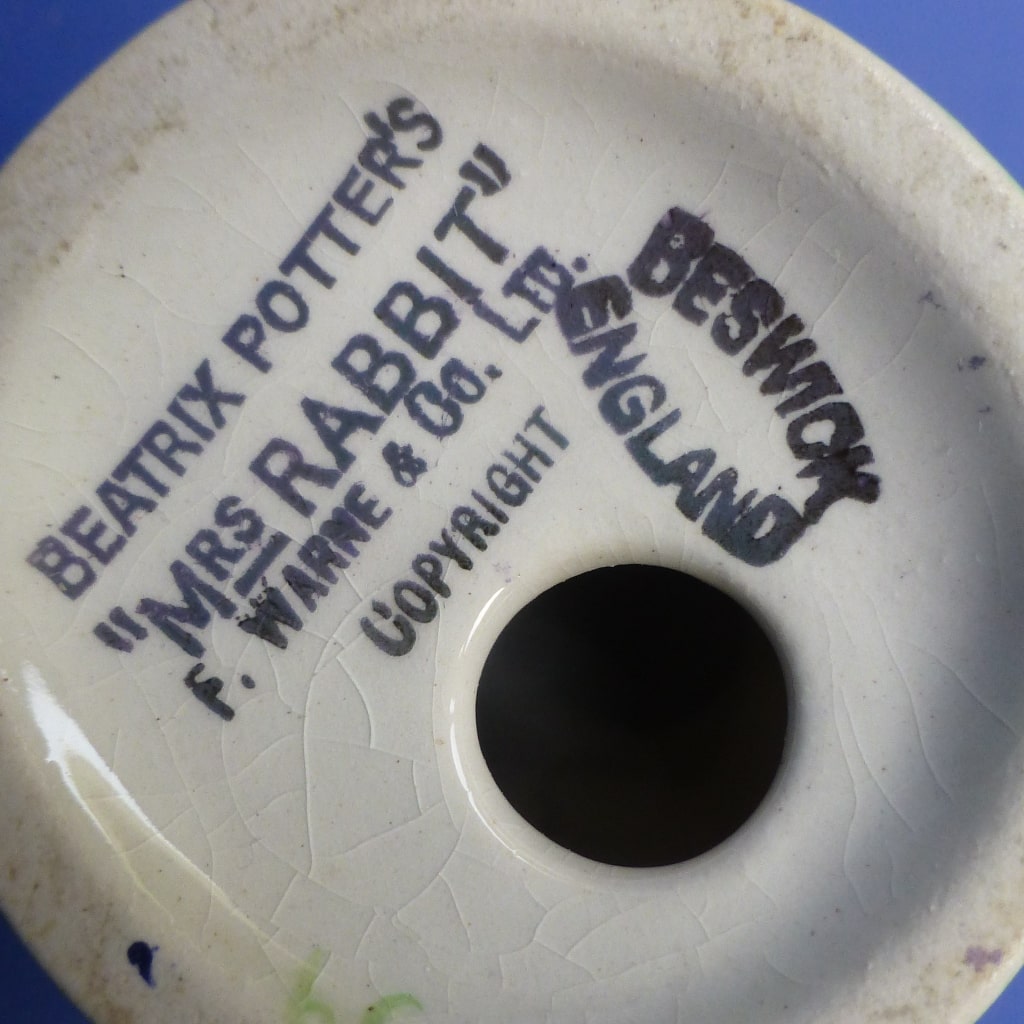 BEATRIX POTTER'S
"MRS RABBIT"
F. WARNE & CO. LTD.
COPYRIGHT
BESWICK
ENGLAND